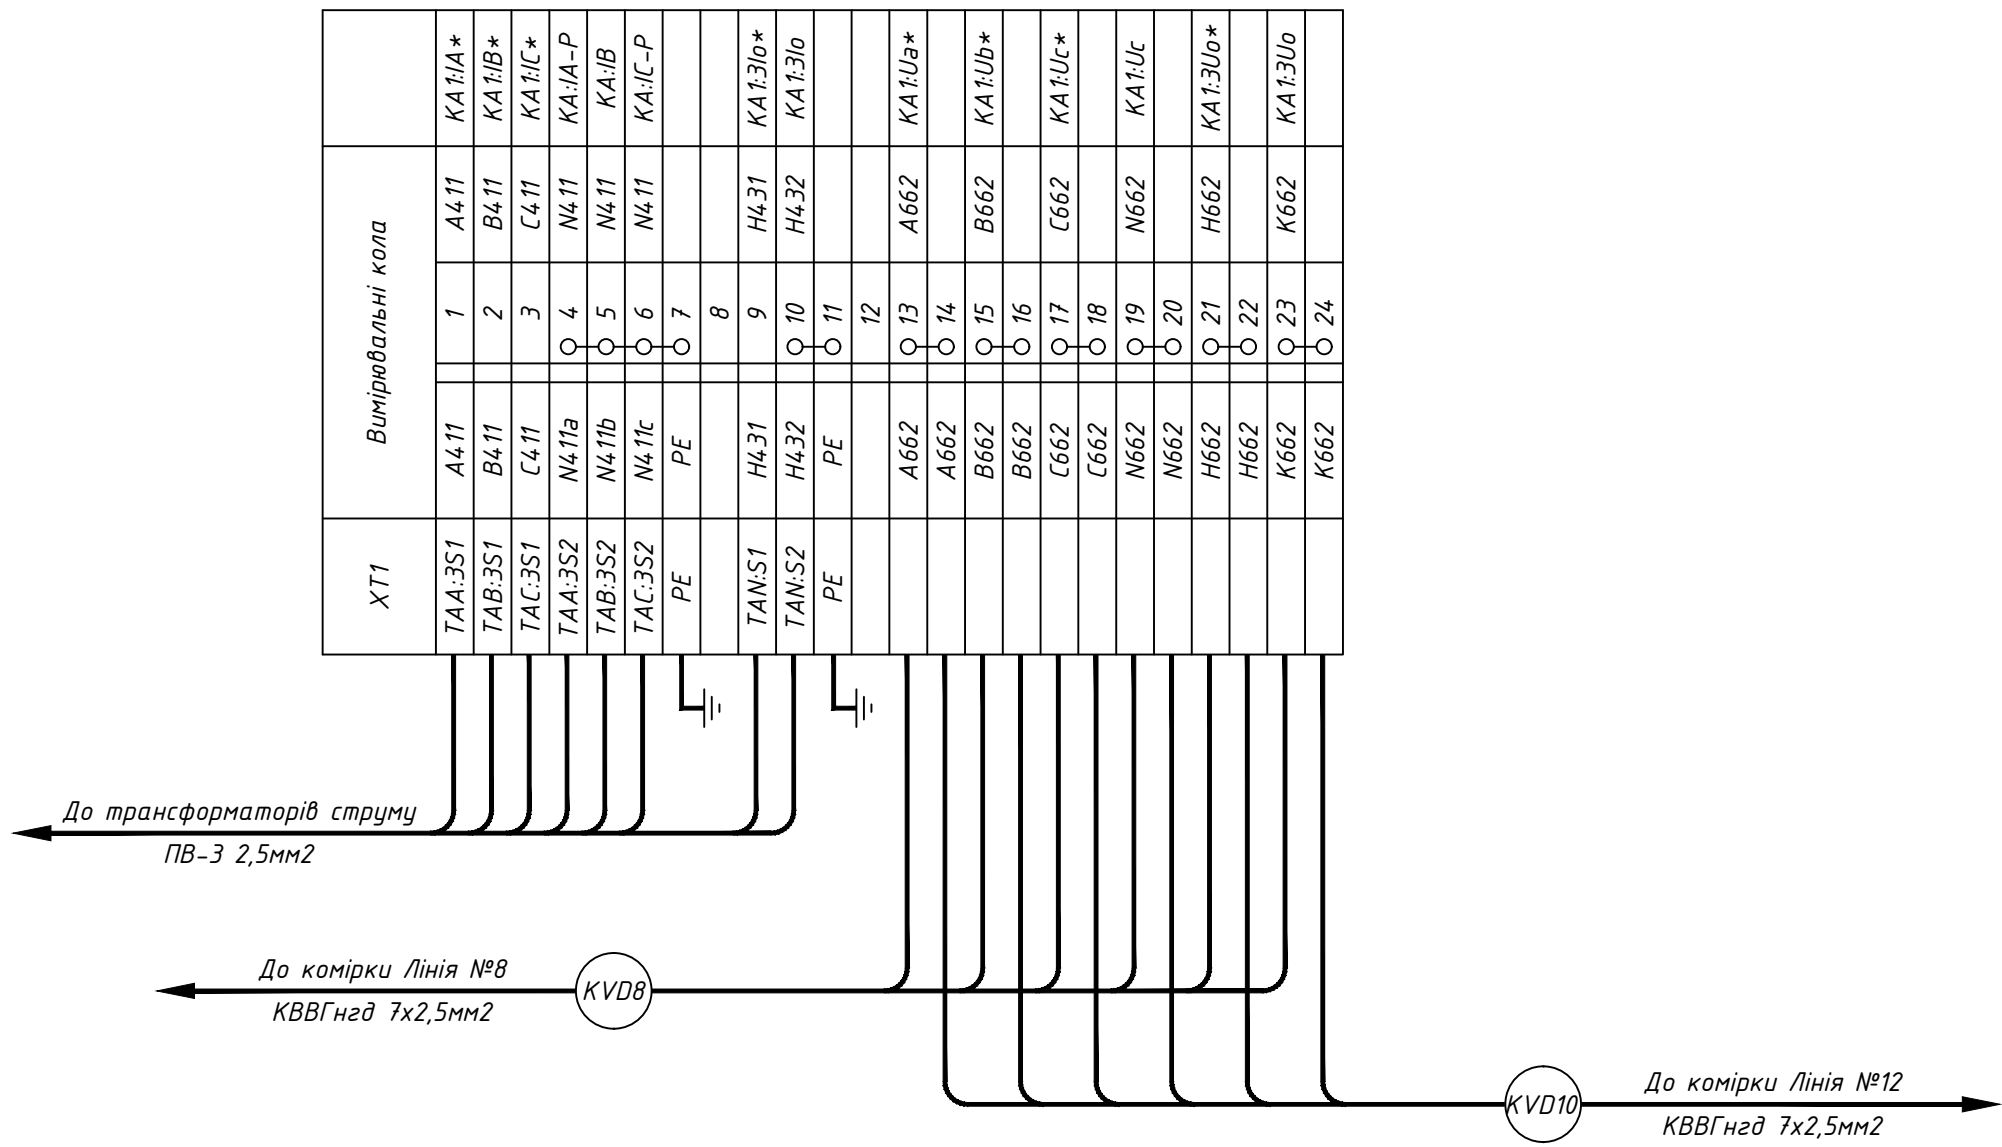 KA1:IA*
KA1:IB*
KA1:IC*
KA:IA-P
KA:IB
KA:IC-P
KA1:3Io*
KA1:3Io
KA1:Ua*
KA1:Ub*
KA1:Uc*
KA1:Uc
KA1:3Uo*
KA1:3Uo
Вимірювальні кола
A411
B411
C411
N411
N411
N411
H431
H432
A662
B662
C662
N662
H662
K662
1
2
3
4
5
6
7
8
9
10
11
12
13
14
15
16
17
18
19
20
21
22
23
24
A411
B411
C411
N411a
N411b
N411c
PE
H431
H432
PE
A662
A662
B662
B662
C662
C662
N662
N662
H662
H662
K662
K662
XT1
TAA:3S1
TAB:3S1
TAC:3S1
TAA:3S2
TAB:3S2
TAC:3S2
PE
TAN:S1
TAN:S2
PE
До трансформаторів струму
ПВ-3 2,5мм2
До комірки Лінія №8
КВВГнгд 7х2,5мм2
KVD8
KVD10
До комірки Лінія №12
КВВГнгд 7х2,5мм2